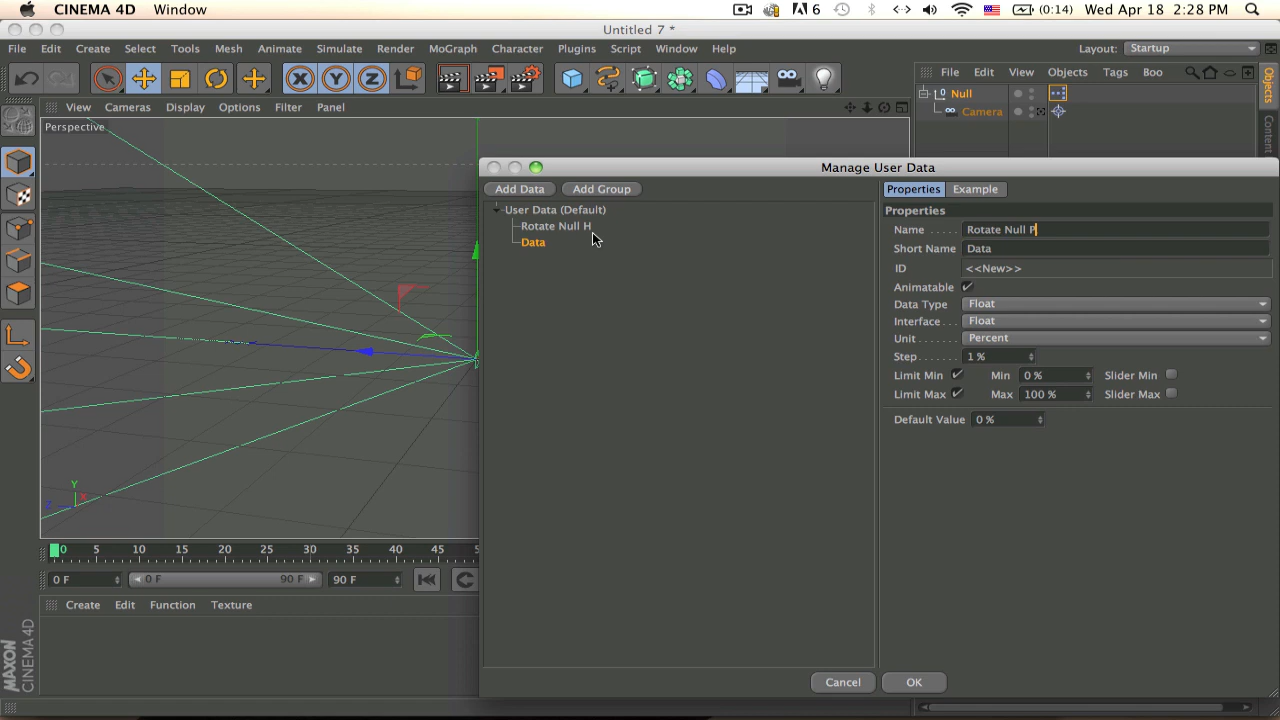 CINEMA 4D Window 6 (0:14) Wed Apr 18 2:28 PM
Untitled 7 *
File Edit Create Select Tools Mesh Animate Simulate Render MoGraph Character Plugins Script Window Help Layout: Startup
X Y Z File Edit View Objects Tags Boo
View Cameras Display Options Filter Panel
Null
Camera
Objects
Content
Perspective
Manage User Data
Add Data Add Group Properties Example
User Data (Default) Properties
Rotate Null H Name Rotate Null P
Data Short Name Data
ID <<New>>
Animatable
Data Type Float
Interface Float
Unit Percent
Step 1 %
Limit Min Min 0 % Slider Min
Limit Max Max 100 % Slider Max
Default Value 0 %
Y
Z X
0 5 10 15 20 25 30 35 40 45
0 F 0 F 90 F 90 F
Create Edit Function Texture
MAXON
CINEMA 4D
Cancel OK